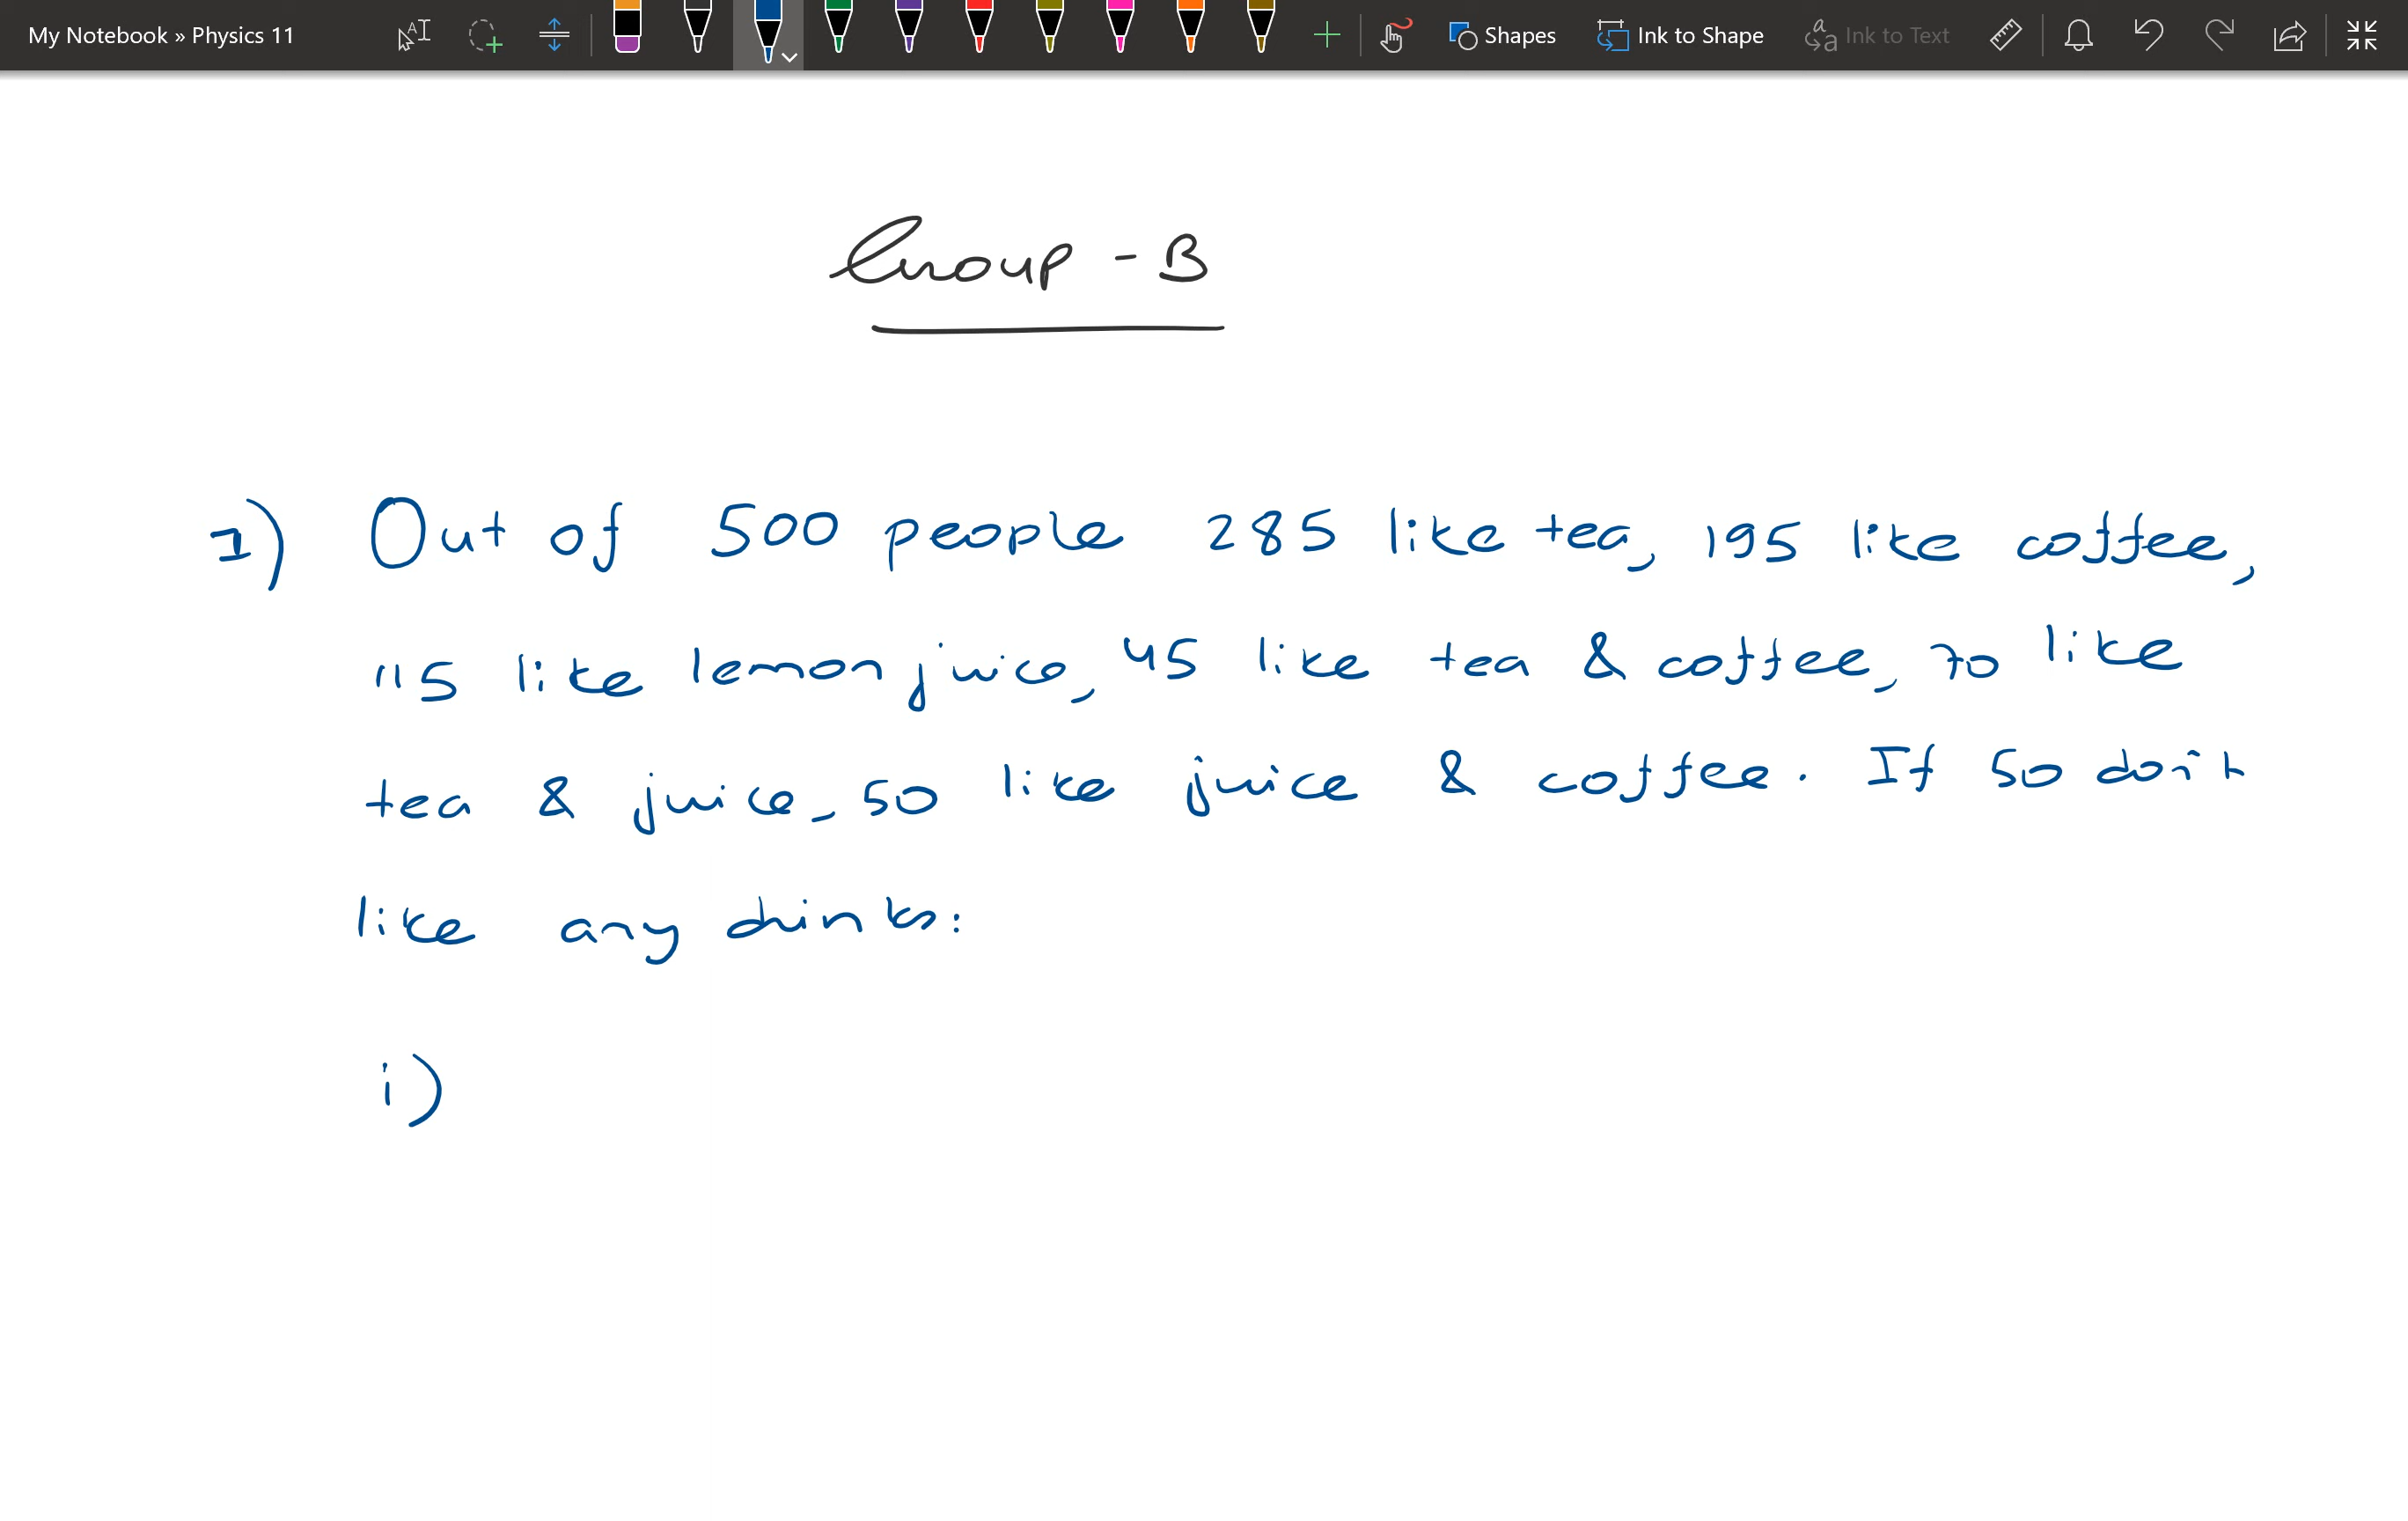 My Notebook » Physics 11
Shapes
Ink to Shape
Ink to Text
Group - B
1) Out of 500 people 285 like tea, 195 like coffee,
115 like lemon juice, 45 like tea & coffee, 70 like
tea & juice, 50 like juice & coffee. If 50 don't
like any drinks:
i)